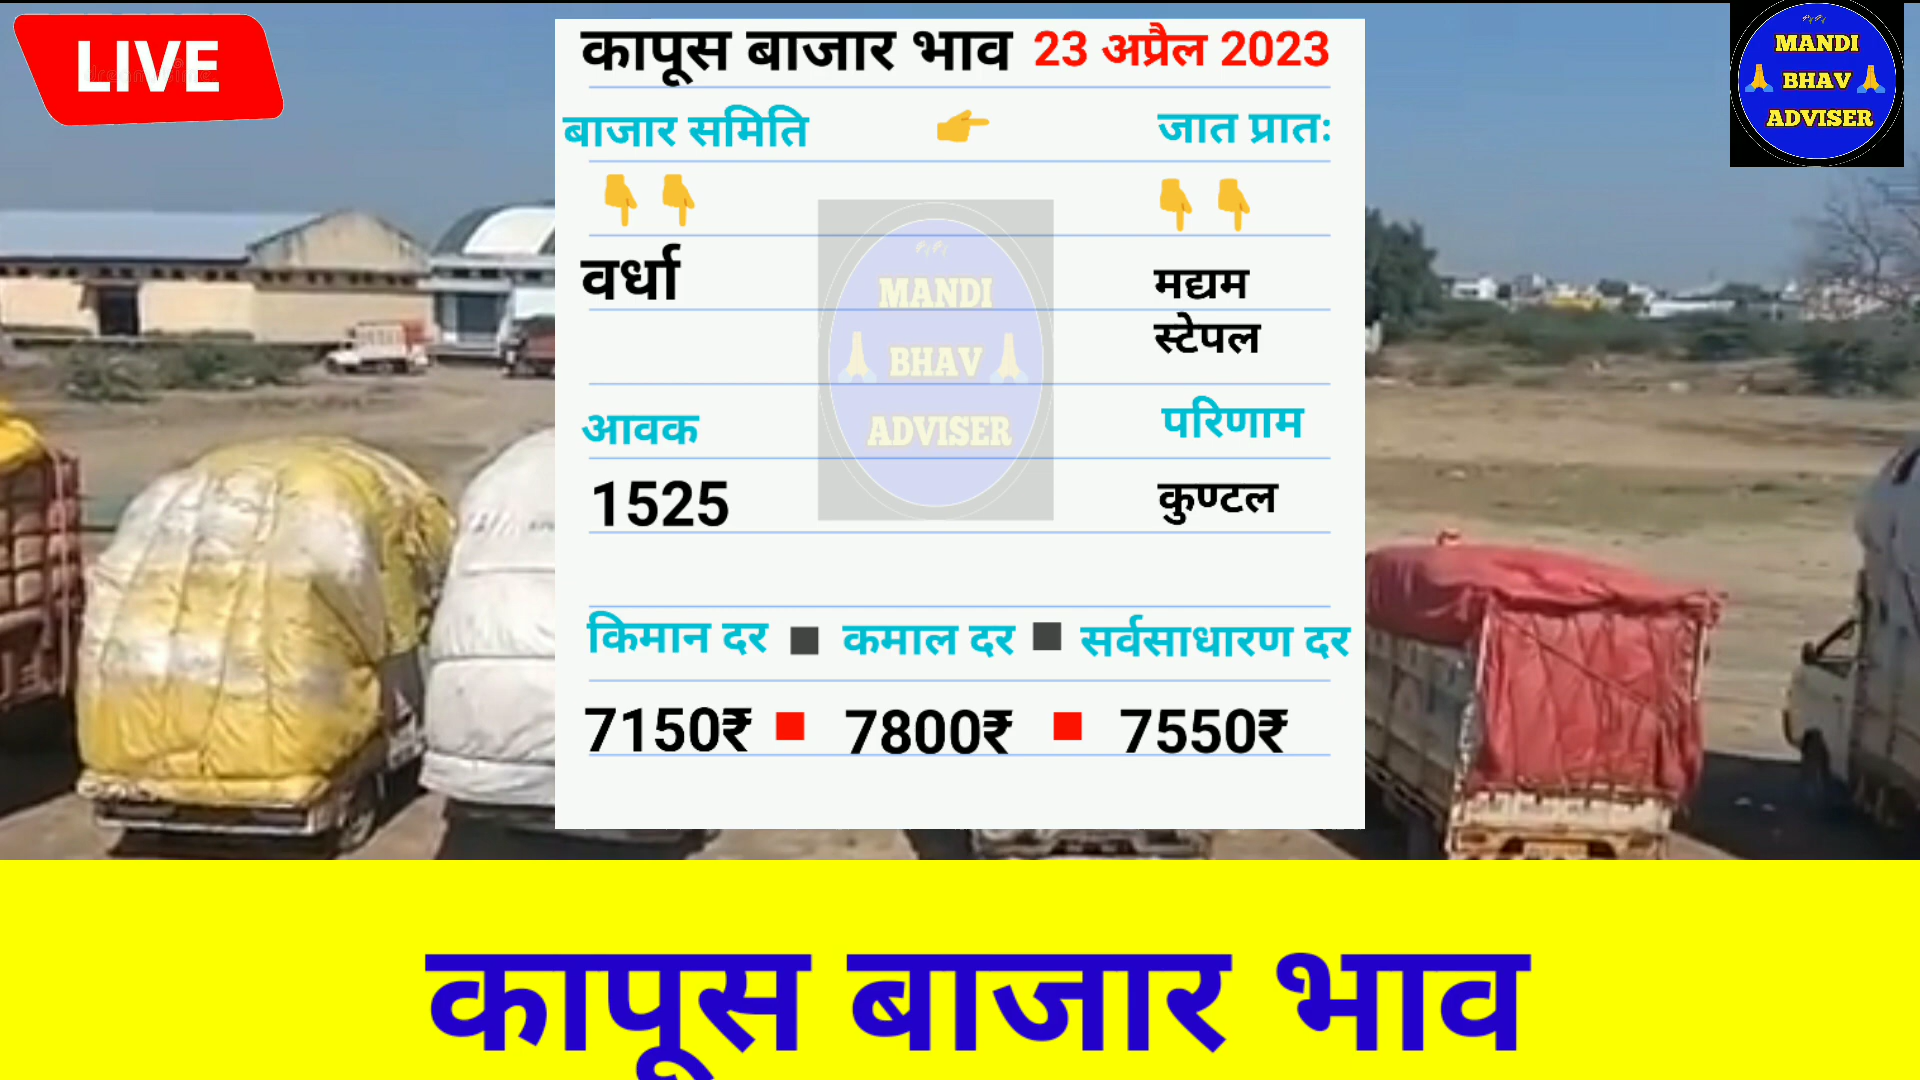 LIVE
कापूस बाजार भाव 23 अप्रैल 2023
MANDI
BHAV
ADVISER
बाजार समिति 👉 जात प्रातः
👇👇 👇👇
वर्धा मद्यम
स्टेपल
MANDI
BHAV
ADVISER
आवक परिणाम
1525 कुण्टल
किमान दर ◼ कमाल दर ◼ सर्वसाधारण दर
7150₹ 7800₹ 7550₹
कापूस बाजार भाव